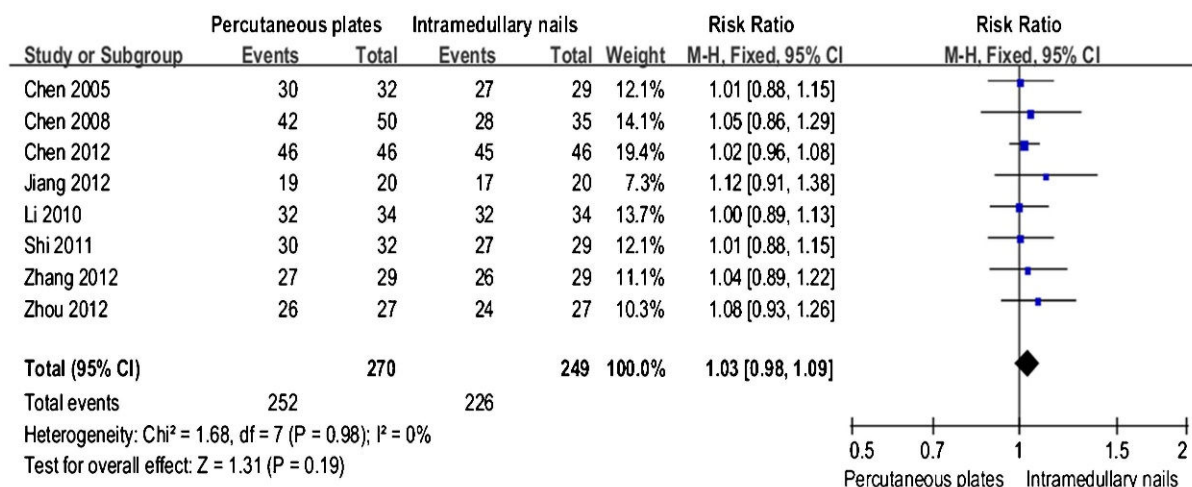 Percutaneous plates Intramedullary nails Risk Ratio Risk Ratio
Study or Subgroup Events Total Events Total Weight M-H, Fixed, 95% CI M-H, Fixed, 95% CI
Chen 2005 30 32 27 29 12.1% 1.01 [0.88, 1.15]
Chen 2008 42 50 28 35 14.1% 1.05 [0.86, 1.29]
Chen 2012 46 46 45 46 19.4% 1.02 [0.96, 1.08]
Jiang 2012 19 20 17 20 7.3% 1.12 [0.91, 1.38]
Li 2010 32 34 32 34 13.7% 1.00 [0.89, 1.13]
Shi 2011 30 32 27 29 12.1% 1.01 [0.88, 1.15]
Zhang 2012 27 29 26 29 11.1% 1.04 [0.89, 1.22]
Zhou 2012 26 27 24 27 10.3% 1.08 [0.93, 1.26]
Total (95% CI) 270 249 100.0% 1.03 [0.98, 1.09]
Total events 252 226
Heterogeneity: Chi² = 1.68, df = 7 (P = 0.98); I² = 0%
Test for overall effect: Z = 1.31 (P = 0.19)
0.5 0.7 1 1.5 2
Percutaneous plates Intramedullary nails